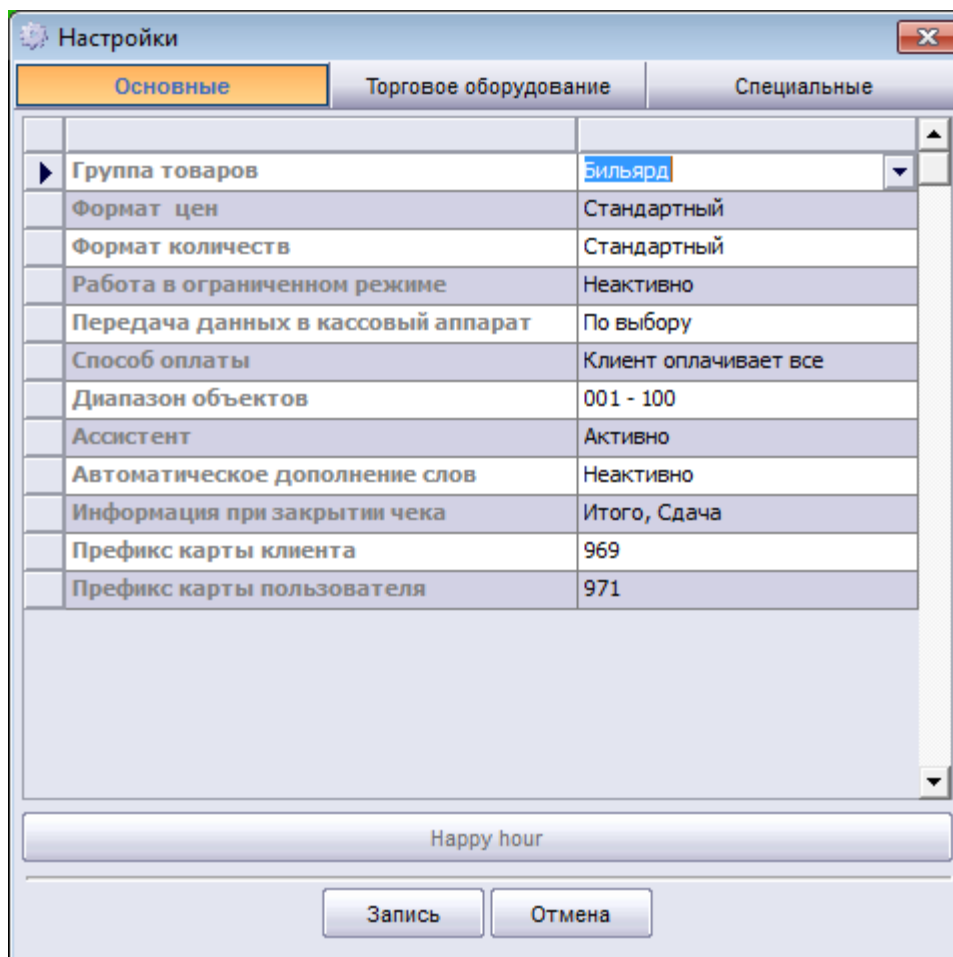 Настройки
Основные Торговое оборудование Специальные
Группа товаров Бильярд
Формат цен Стандартный
Формат количеств Стандартный
Работа в ограниченном режиме Неактивно
Передача данных в кассовый аппарат По выбору
Способ оплаты Клиент оплачивает все
Диапазон объектов 001 - 100
Ассистент Активно
Автоматическое дополнение слов Неактивно
Информация при закрытии чека Итого, Сдача
Префикс карты клиента 969
Префикс карты пользователя 971
Happy hour
Запись Отмена